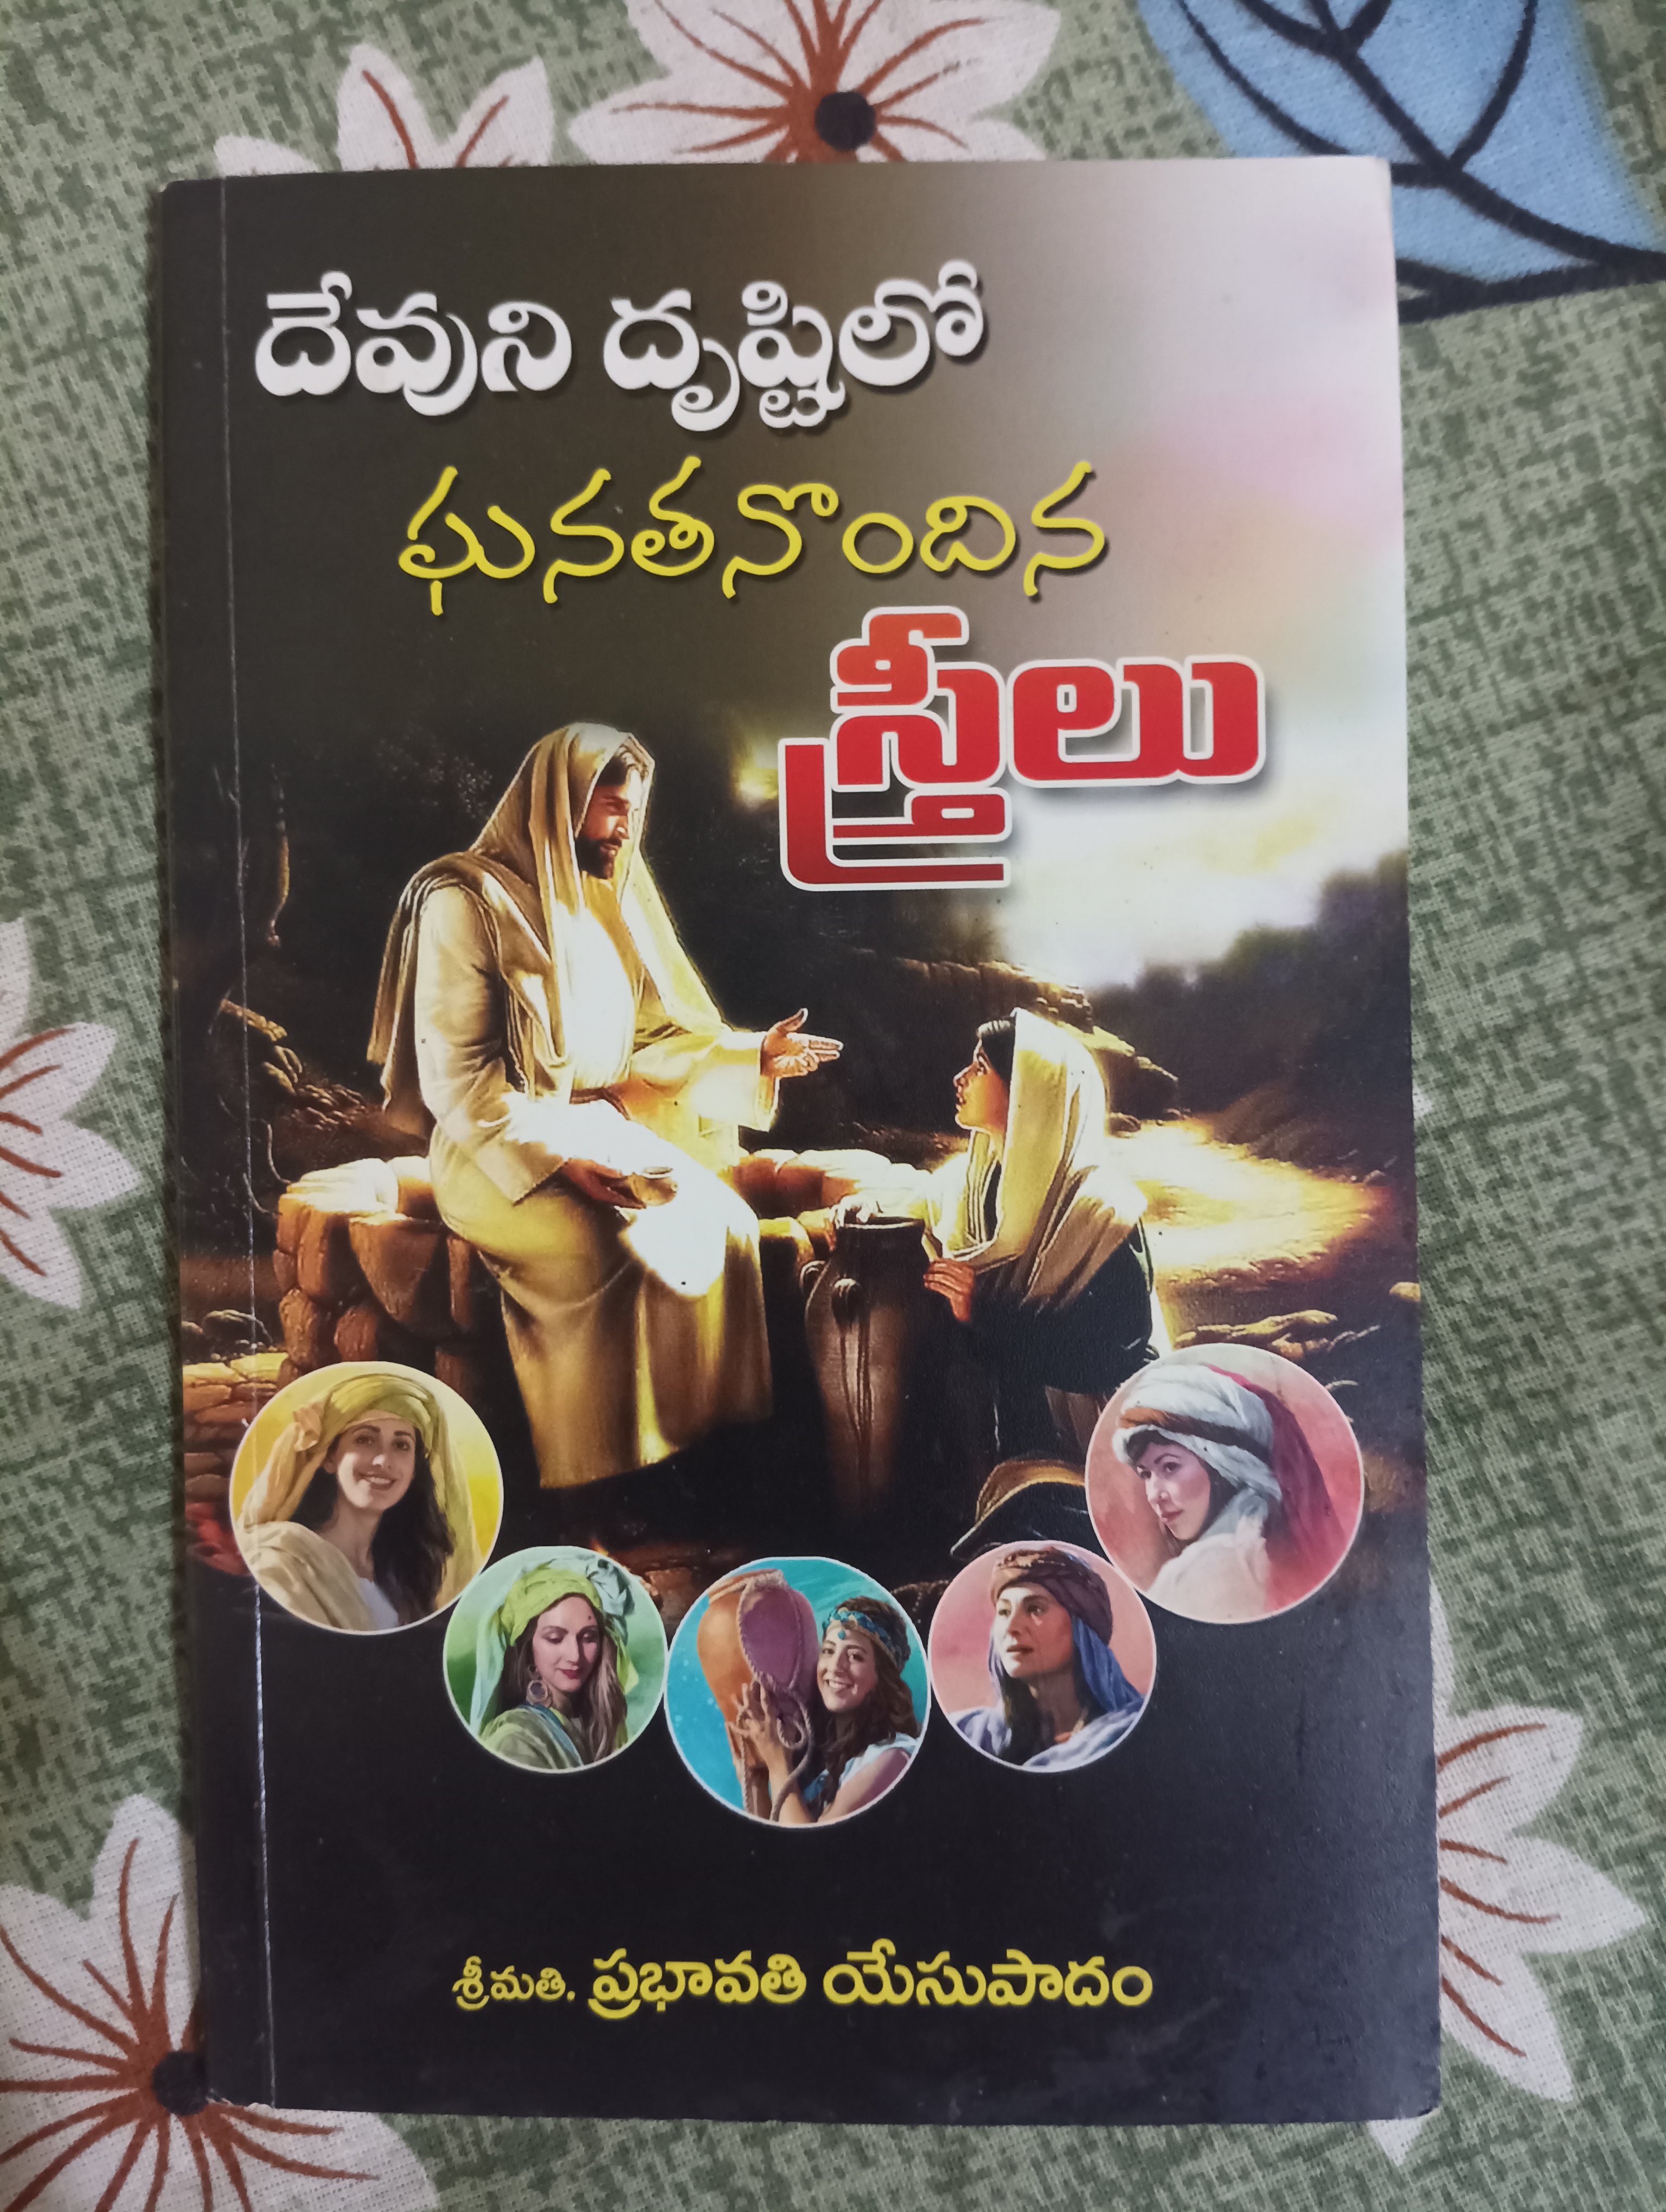 దేవుని దృష్టిలో
ఘనతనొందిన
స్త్రీలు
శ్రీమతి. ప్రభావతి యేసుపాదం